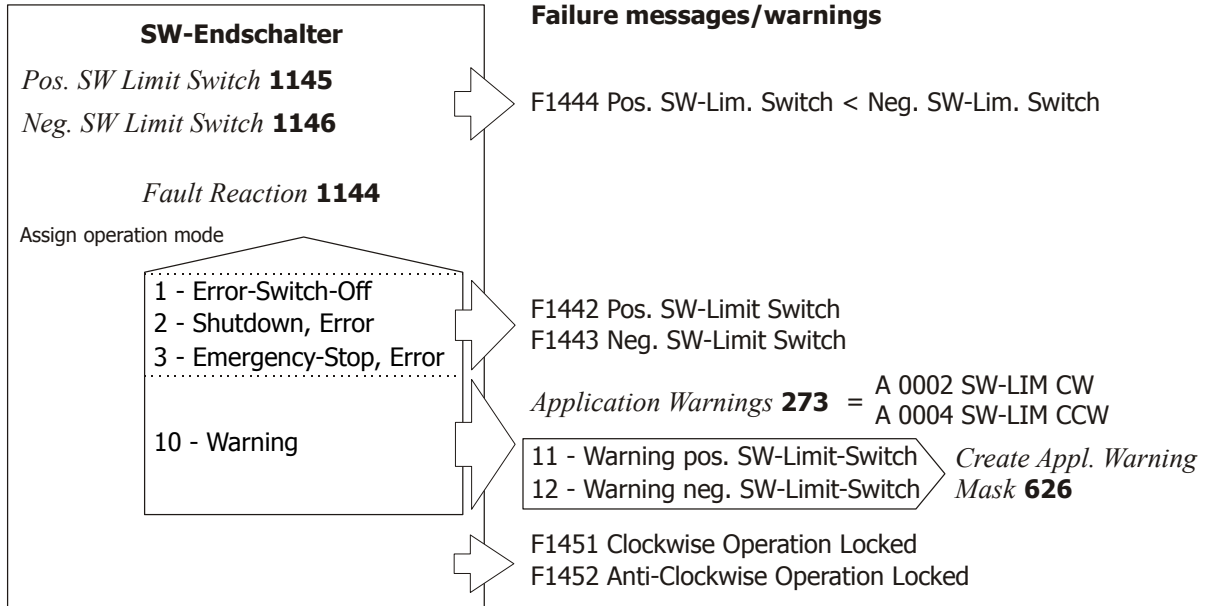 Failure messages/warnings
SW-Endschalter
Pos. SW Limit Switch 1145
Neg. SW Limit Switch 1146
F1444 Pos. SW-Lim. Switch < Neg. SW-Lim. Switch
Fault Reaction 1144
Assign operation mode
1 - Error-Switch-Off
2 - Shutdown, Error
3 - Emergency-Stop, Error
F1442 Pos. SW-Limit Switch
F1443 Neg. SW-Limit Switch
10 - Warning
Application Warnings 273 = A 0002 SW-LIM CW
A 0004 SW-LIM CCW
11 - Warning pos. SW-Limit-Switch
12 - Warning neg. SW-Limit-Switch
Create Appl. Warning
Mask 626
F1451 Clockwise Operation Locked
F1452 Anti-Clockwise Operation Locked